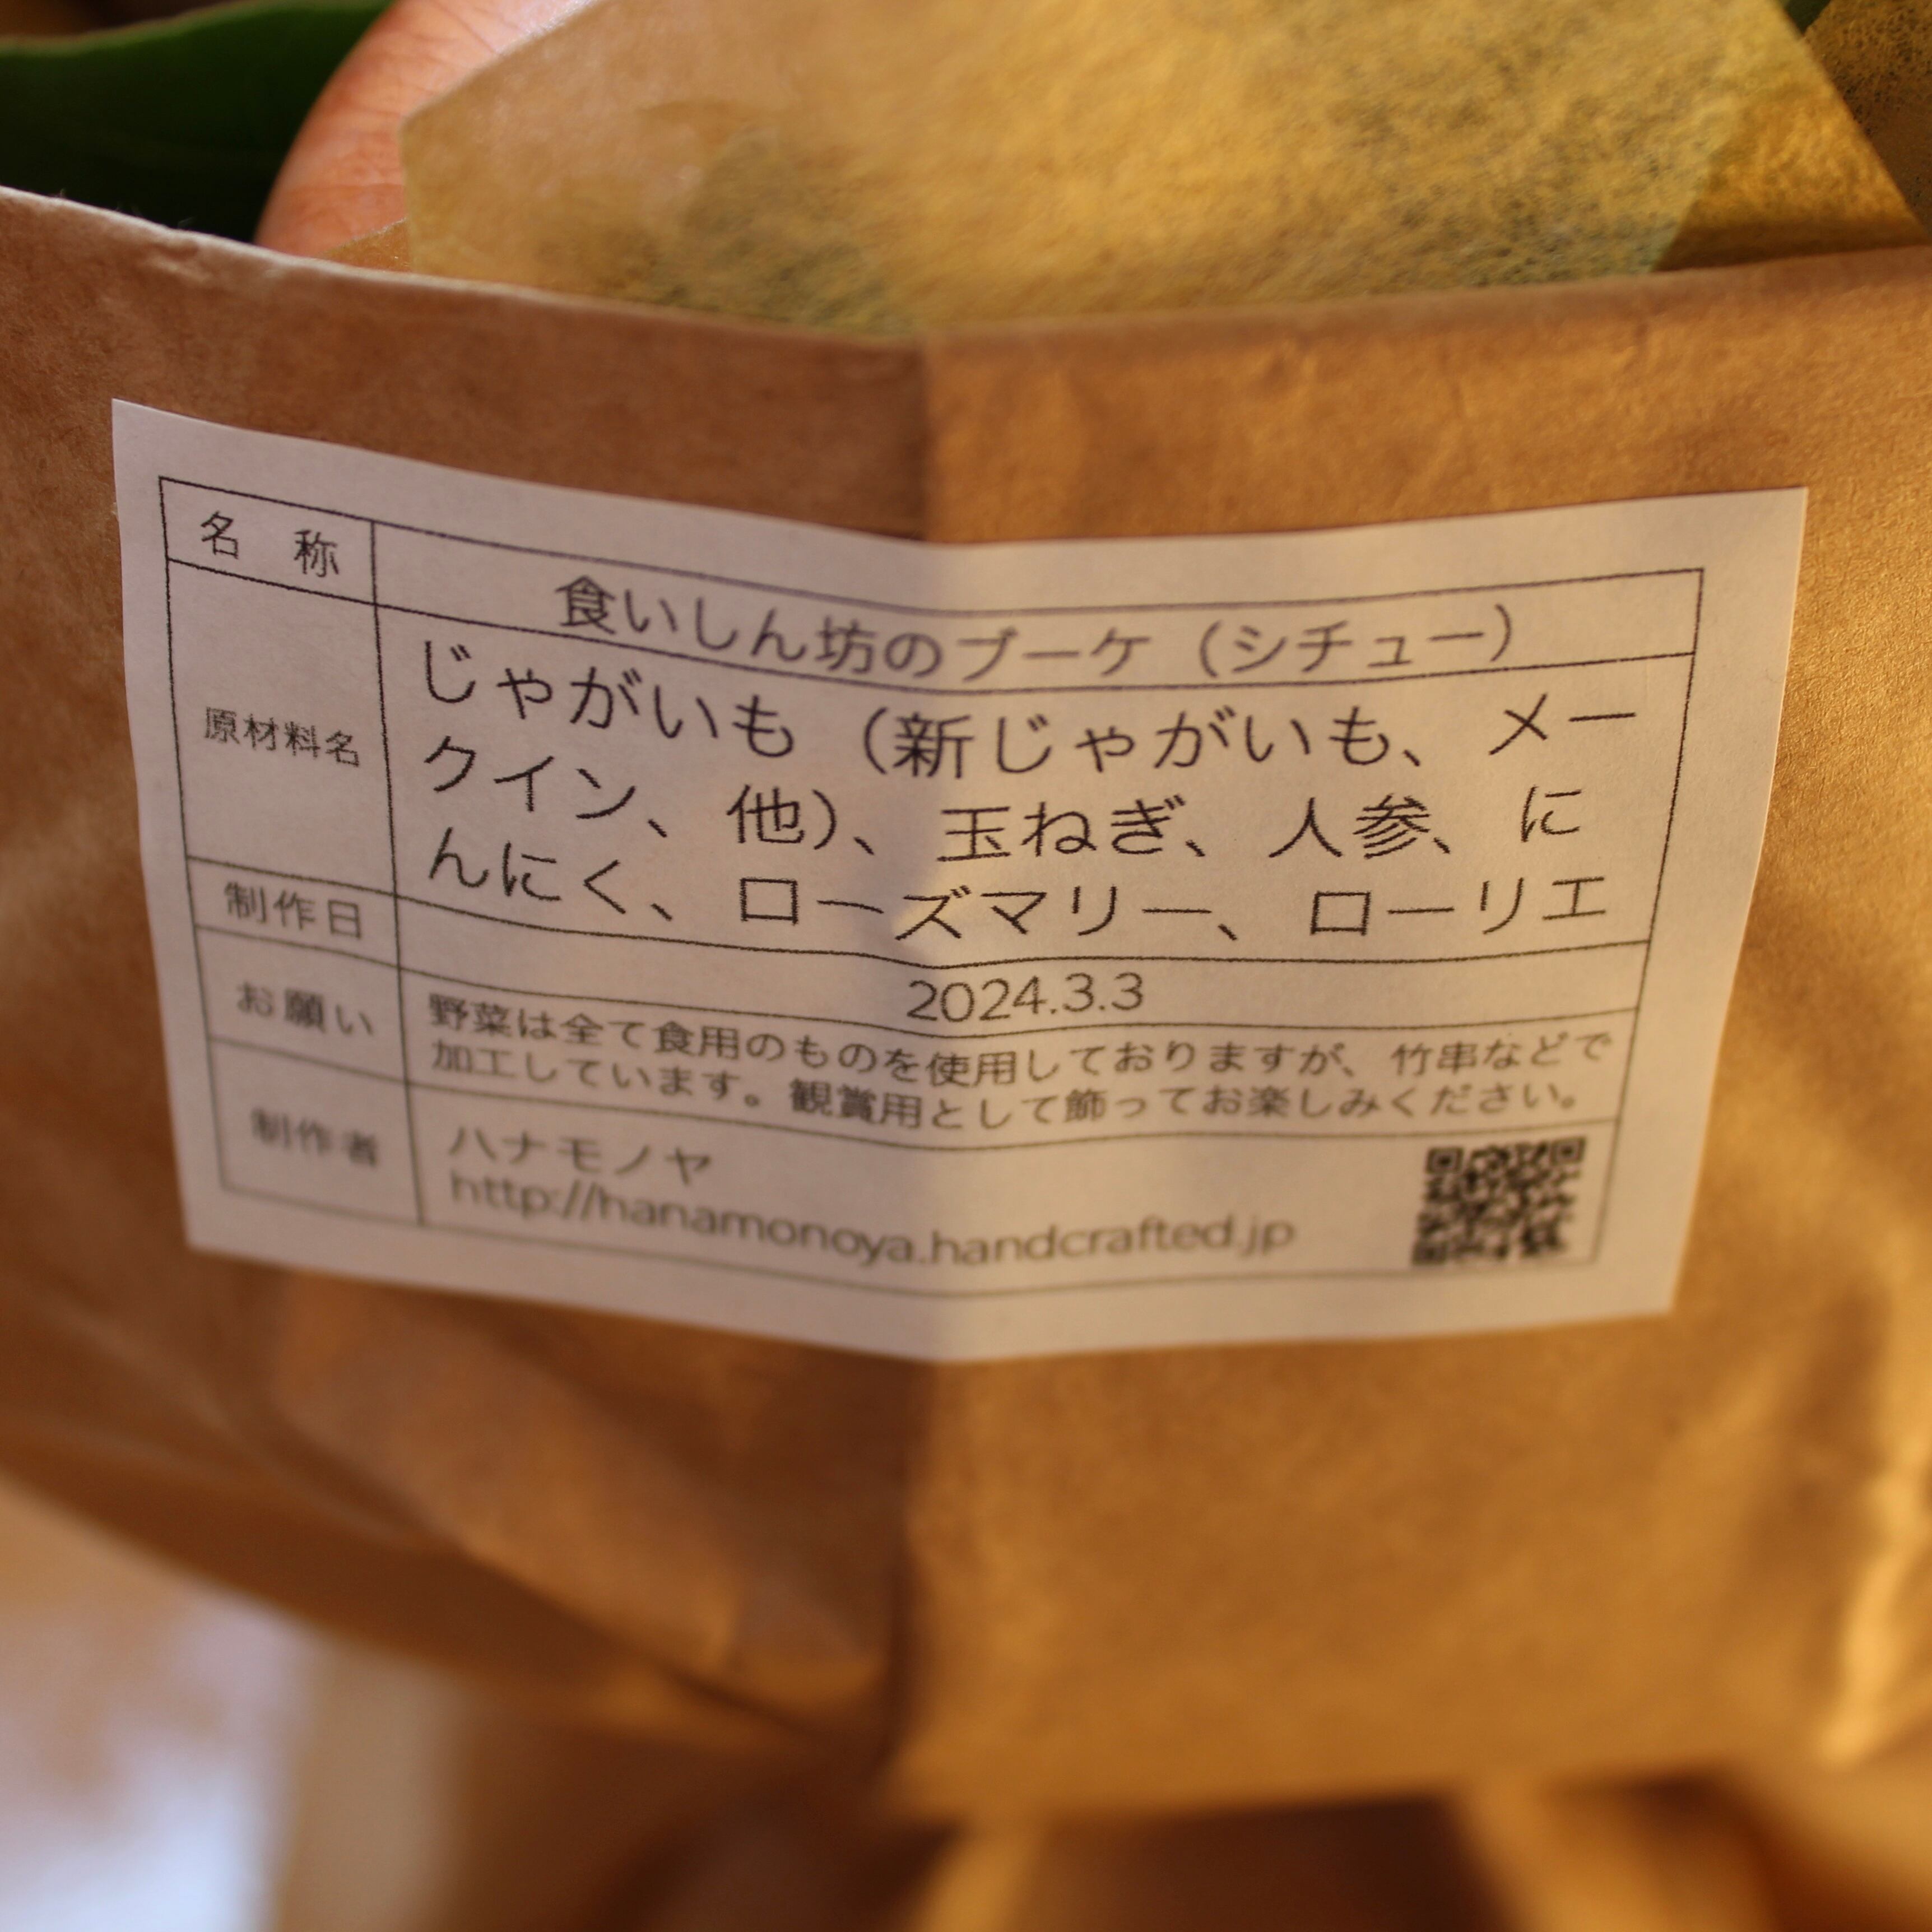 名 称
食いしん坊のブーケ（シチュー）
原材料名
じゃがいも（新じゃがいも、メー
クイン、他）、玉ねぎ、人参、に
んにく、ローズマリー、ローリエ
制作日
2024.3.3
お願い
野菜は全て食用のものを使用しておりますが、竹串などで
加工しています。観賞用として飾ってお楽しみください。
制作者
ハナモノヤ
http://hanamonoya.handcrafted.jp